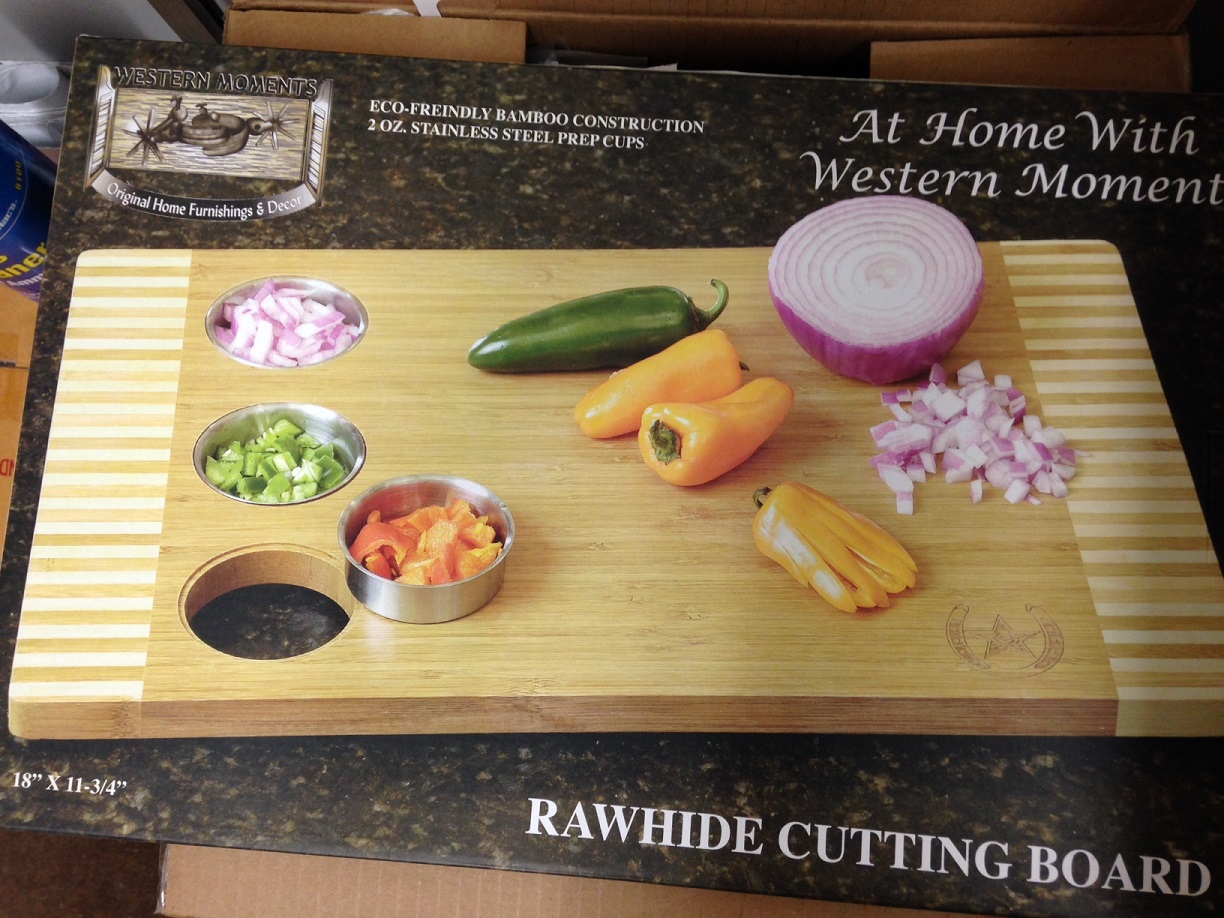 WESTERN MOMENTS
Original Home Furnishings & Decor
ECO-FREINDLY BAMBOO CONSTRUCTION
2 OZ. STAINLESS STEEL PREP CUPS
At Home With
Western Moment
18" X 11-3/4"
RAWHIDE CUTTING BOARD